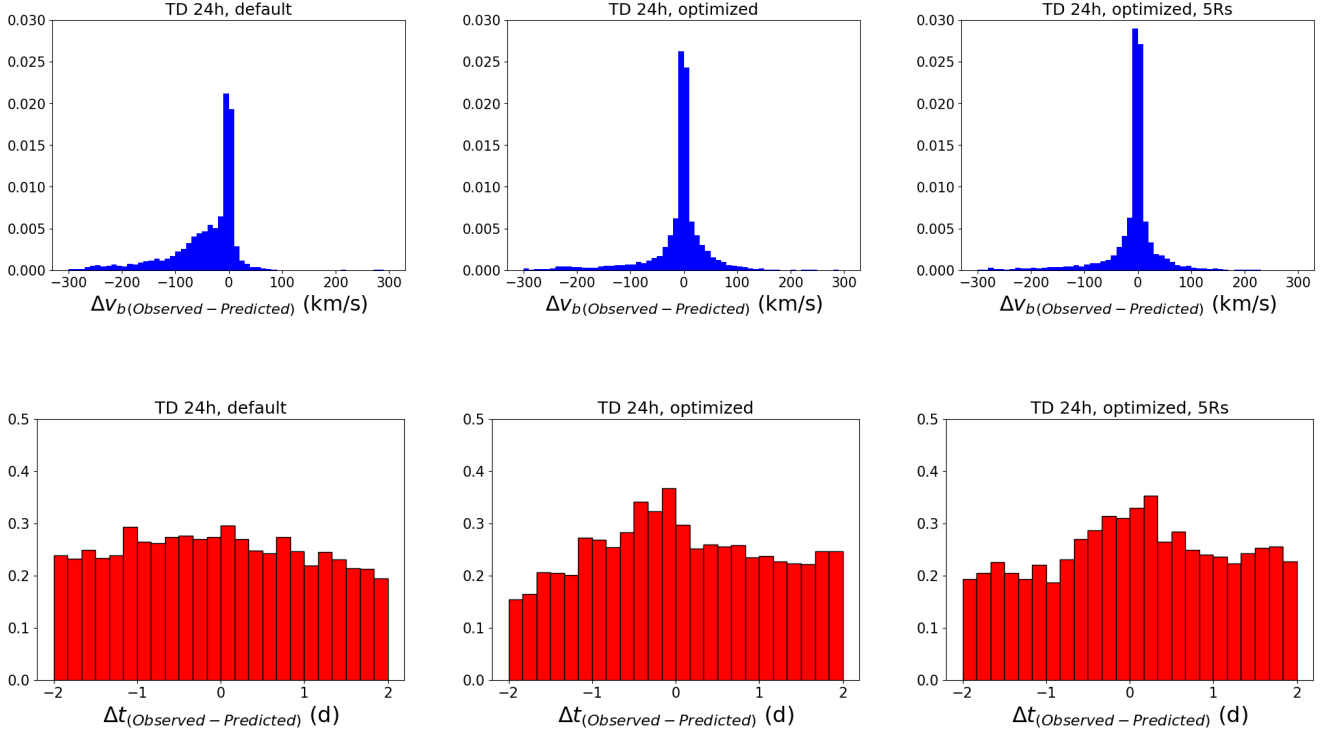 TD 24h, default
0.030
0.025
0.020
0.015
0.010
0.005
0.000
−300 −200 −100 0 100 200 300
Δv_b(Observed − Predicted) (km/s)
TD 24h, optimized
0.030
0.025
0.020
0.015
0.010
0.005
0.000
−300 −200 −100 0 100 200 300
Δv_b(Observed − Predicted) (km/s)
TD 24h, optimized, 5Rs
0.030
0.025
0.020
0.015
0.010
0.005
0.000
−300 −200 −100 0 100 200 300
Δv_b(Observed − Predicted) (km/s)
TD 24h, default
0.5
0.4
0.3
0.2
0.1
0.0
−2 −1 0 1 2
Δt(Observed − Predicted) (d)
TD 24h, optimized
0.5
0.4
0.3
0.2
0.1
0.0
−2 −1 0 1 2
Δt(Observed − Predicted) (d)
TD 24h, optimized, 5Rs
0.5
0.4
0.3
0.2
0.1
0.0
−2 −1 0 1 2
Δt(Observed − Predicted) (d)